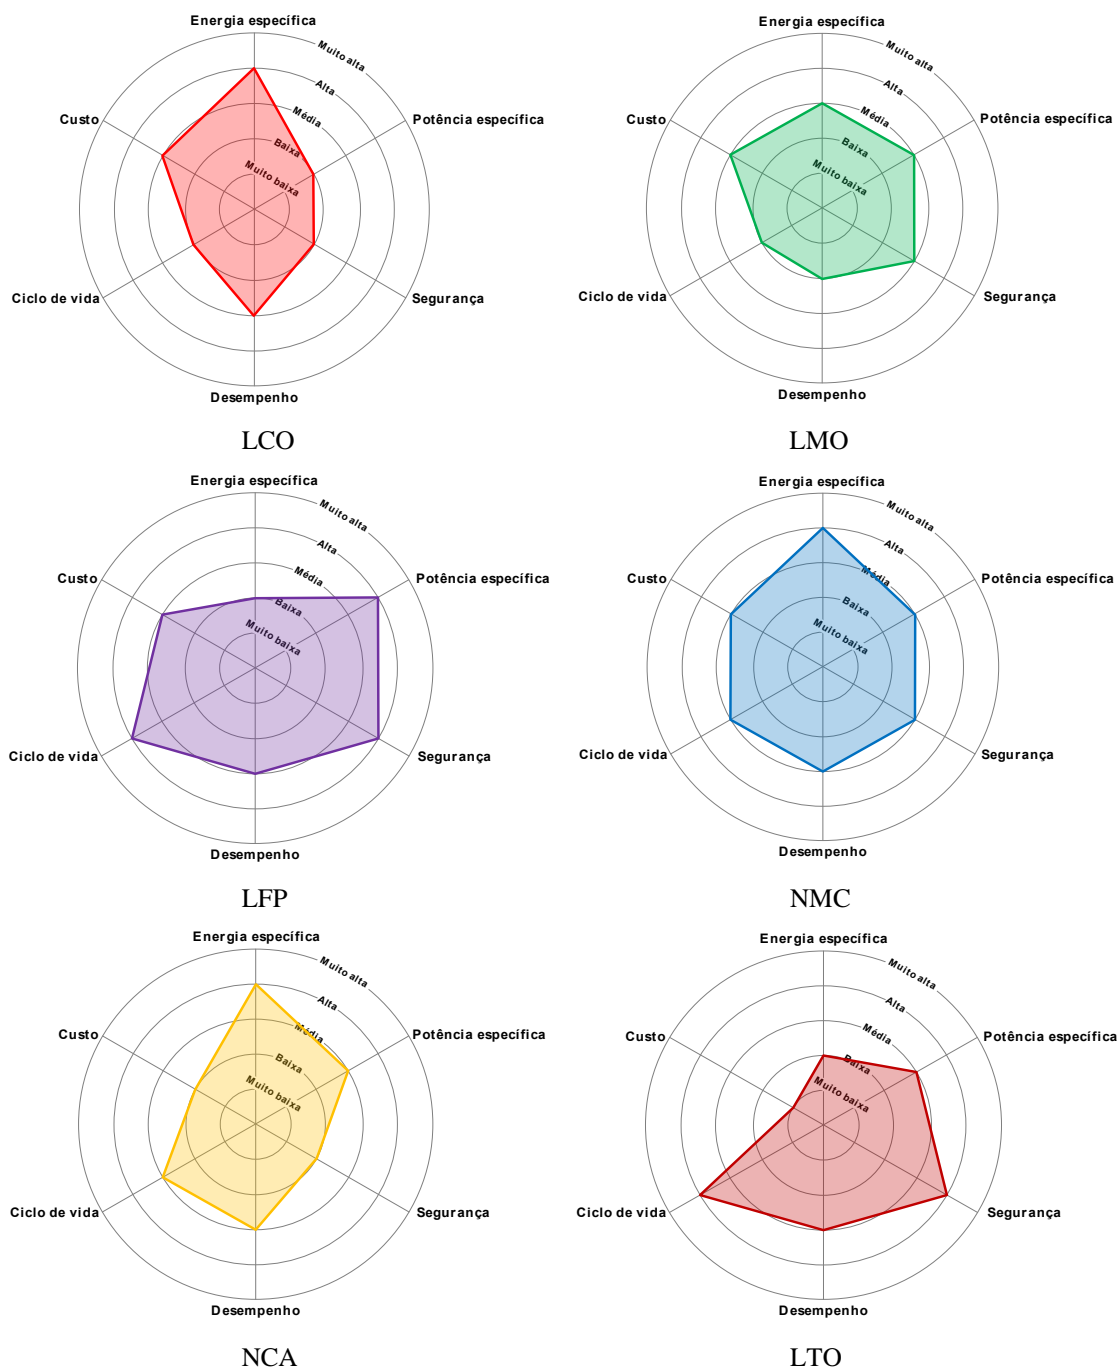 Energia específica
Muito alta
Alta
Média
Baixa
Muito baixa
Custo
Potência específica
Ciclo de vida
Segurança
Desempenho
LCO
Energia específica
Muito alta
Alta
Média
Baixa
Muito baixa
Custo
Potência específica
Ciclo de vida
Segurança
Desempenho
LMO
Energia específica
Muito alta
Alta
Média
Baixa
Muito baixa
Custo
Potência específica
Ciclo de vida
Segurança
Desempenho
LFP
Energia específica
Muito alta
Alta
Média
Baixa
Muito baixa
Custo
Potência específica
Ciclo de vida
Segurança
Desempenho
NMC
Energia específica
Muito alta
Alta
Média
Baixa
Muito baixa
Custo
Potência específica
Ciclo de vida
Segurança
Desempenho
NCA
Energia específica
Muito alta
Alta
Média
Baixa
Muito baixa
Custo
Potência específica
Ciclo de vida
Segurança
Desempenho
LTO